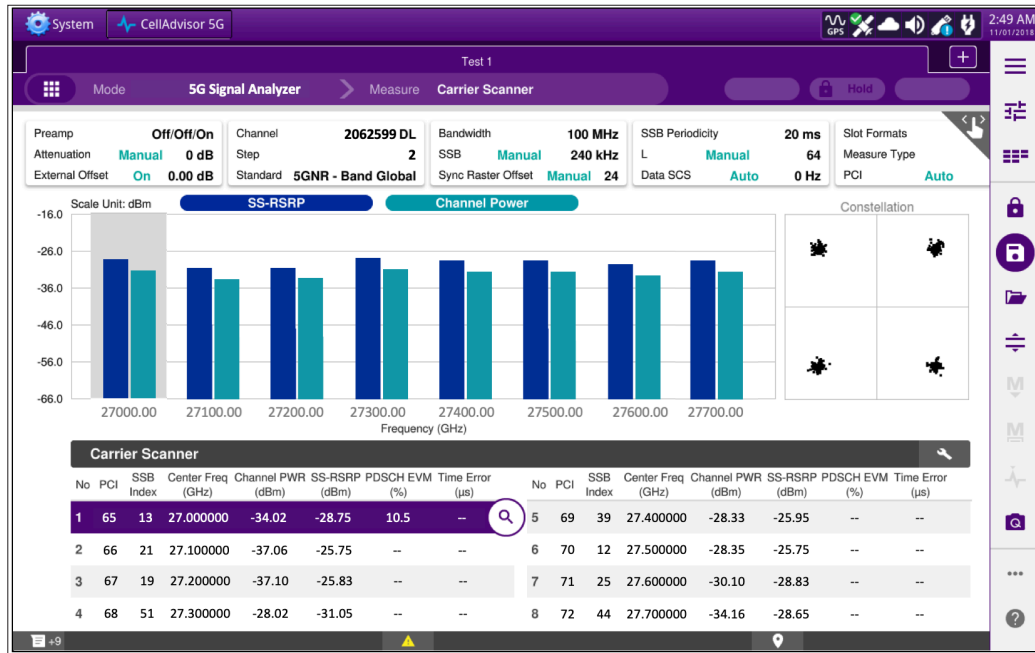 System CellAdvisor 5G GPS 2:49 AM
11/01/2018
Test 1 +
Mode 5G Signal Analyzer Measure Carrier Scanner Hold
Preamp Off/Off/On Channel 2062599 DL Bandwidth 100 MHz SSB Periodicity 20 ms Slot Formats
Attenuation Manual 0 dB Step 2 SSB Manual 240 kHz L Manual 64 Measure Type
External Offset On 0.00 dB Standard 5GNR - Band Global Sync Raster Offset Manual 24 Data SCS Auto 0 Hz PCI Auto
Scale Unit: dBm SS-RSRP Channel Power Constellation
-16.0
-26.0
-36.0
-46.0
-56.0
-66.0
27000.00 27100.00 27200.00 27300.00 27400.00 27500.00 27600.00 27700.00
Frequency (GHz)
Carrier Scanner
No PCI SSB Index Center Freq (GHz) Channel PWR (dBm) SS-RSRP (dBm) PDSCH EVM (%) Time Error (µs) No PCI SSB Index Center Freq (GHz) Channel PWR (dBm) SS-RSRP (dBm) PDSCH EVM (%) Time Error (µs)
1 65 13 27.000000 -34.02 -28.75 10.5 -- 5 69 39 27.400000 -28.33 -25.95 -- --
2 66 21 27.100000 -37.06 -25.75 -- -- 6 70 12 27.500000 -28.35 -25.75 -- --
3 67 19 27.200000 -37.10 -25.83 -- -- 7 71 25 27.600000 -30.10 -28.83 -- --
4 68 51 27.300000 -28.02 -31.05 -- -- 8 72 44 27.700000 -34.16 -28.65 -- --
+9
M
M